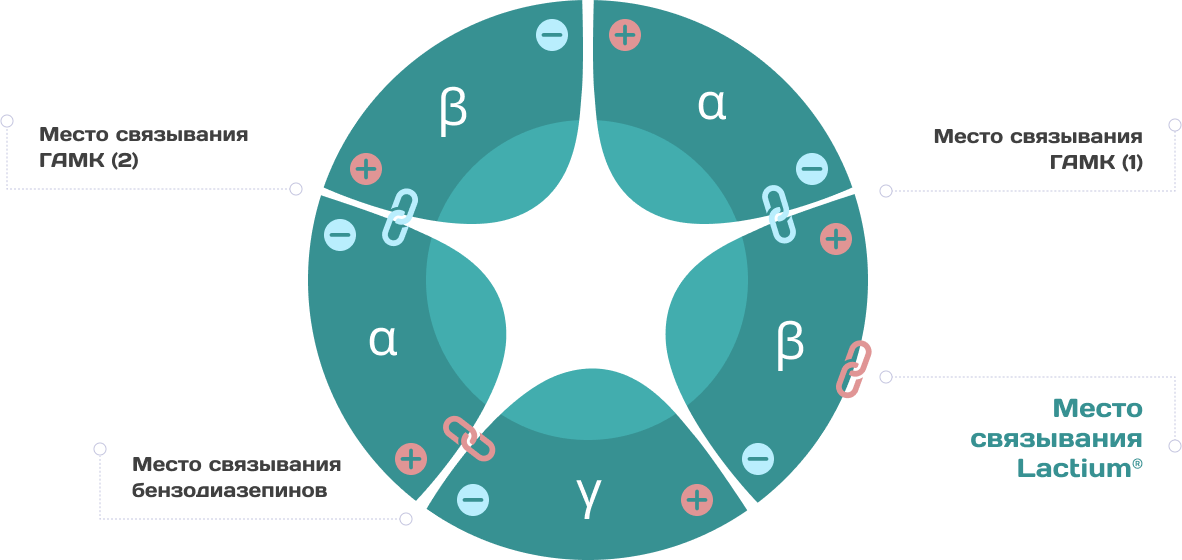 β
α
Место связывания
ГАМК (2)
Место связывания
ГАМК (1)
α
β
Место
связывания
Lactium®
Место связывания
бензодиазепинов
γ